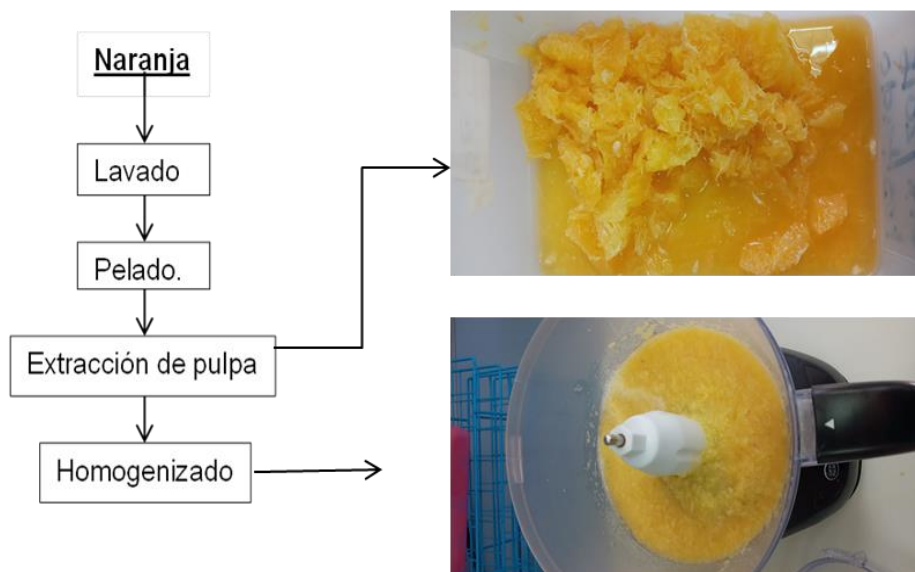 Naranja
Lavado
Pelado.
Extracción de pulpa
Homogenizado